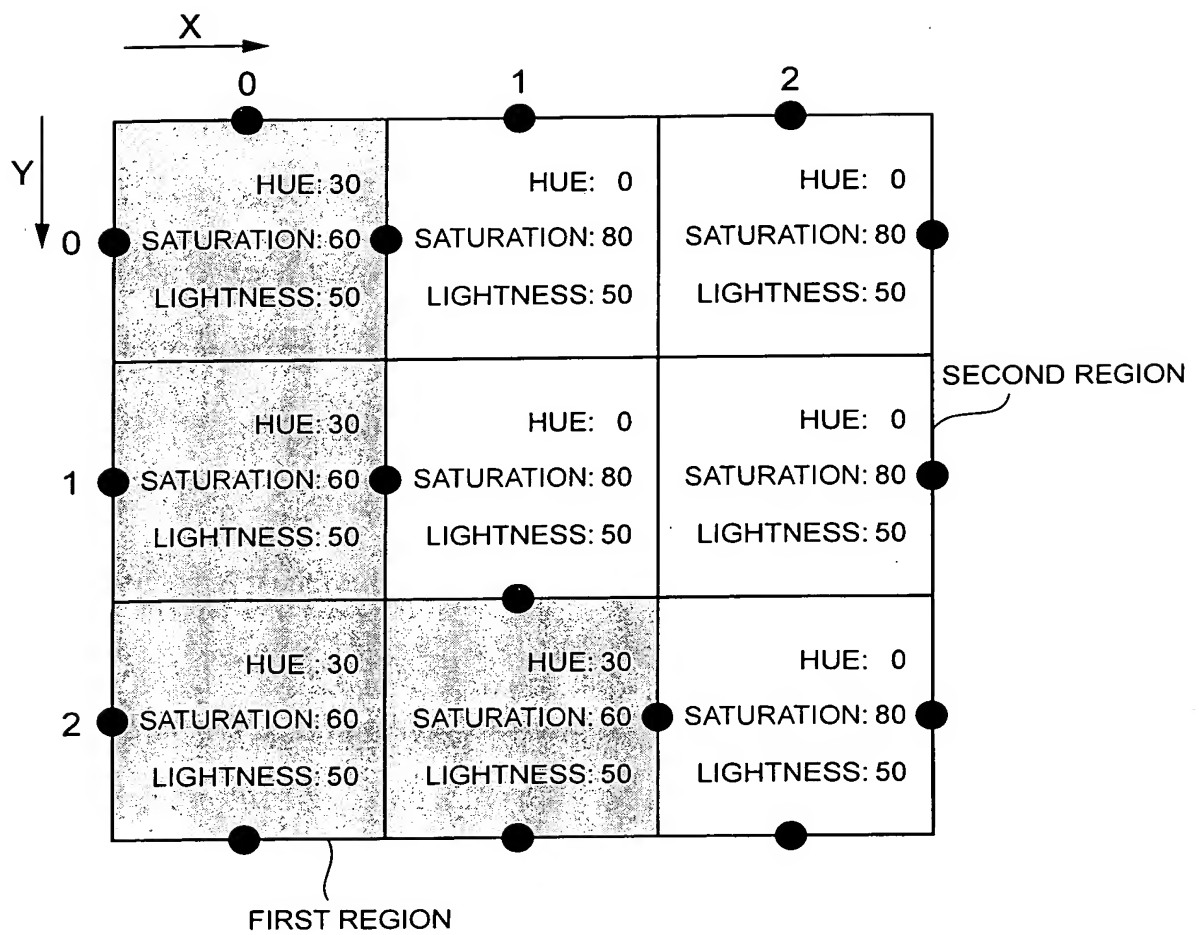 X
0 1 2
Y
HUE: 30 HUE: 0 HUE: 0
0 SATURATION: 60 SATURATION: 80 SATURATION: 80
LIGHTNESS: 50 LIGHTNESS: 50 LIGHTNESS: 50
SECOND REGION
HUE: 30 HUE: 0 HUE: 0
1 SATURATION: 60 SATURATION: 80 SATURATION: 80
LIGHTNESS: 50 LIGHTNESS: 50 LIGHTNESS: 50
HUE : 30 HUE: 30 HUE: 0
2 SATURATION: 60 SATURATION: 60 SATURATION: 80
LIGHTNESS: 50 LIGHTNESS: 50 LIGHTNESS: 50
FIRST REGION